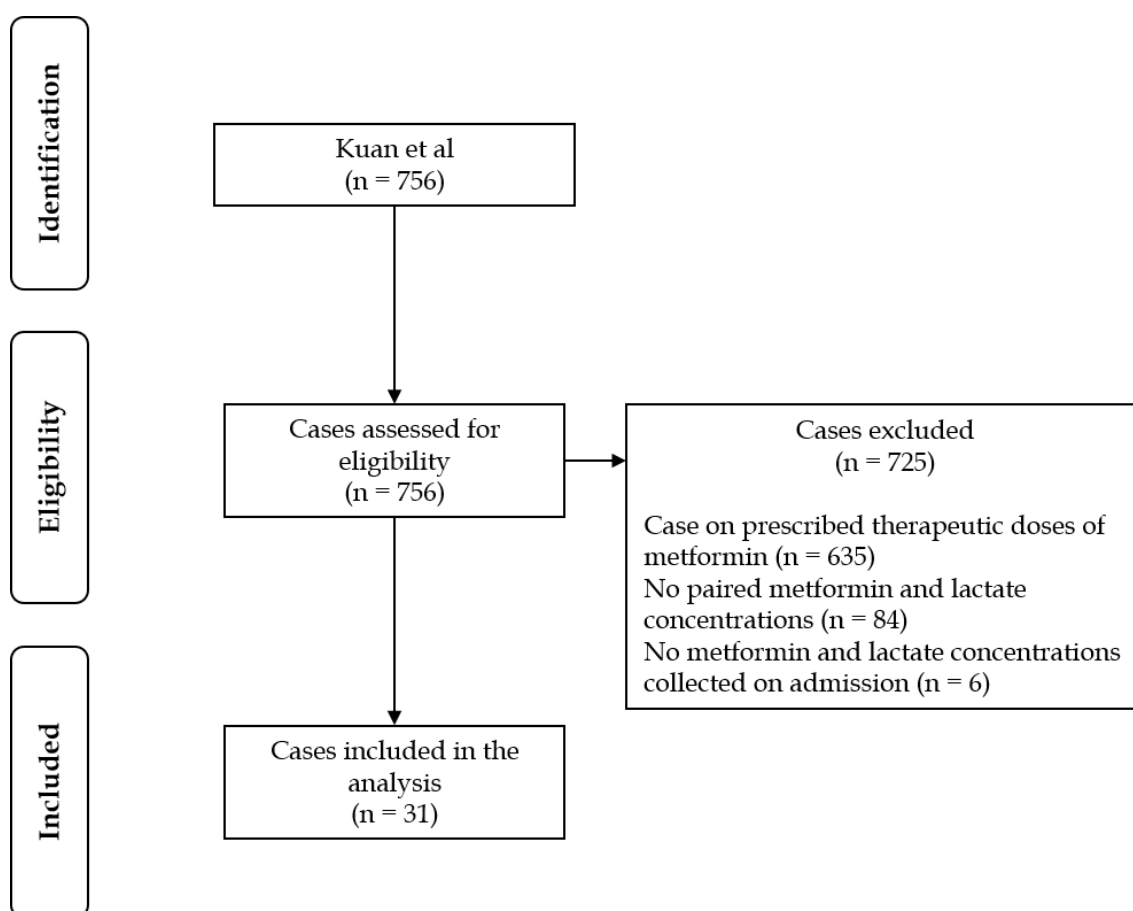 Identification
Kuan et al
(n = 756)
Eligibility
Cases assessed for
eligibility
(n = 756)
Cases excluded
(n = 725)
Case on prescribed therapeutic doses of
metformin (n = 635)
No paired metformin and lactate
concentrations (n = 84)
No metformin and lactate concentrations
collected on admission (n = 6)
Included
Cases included in the
analysis
(n = 31)